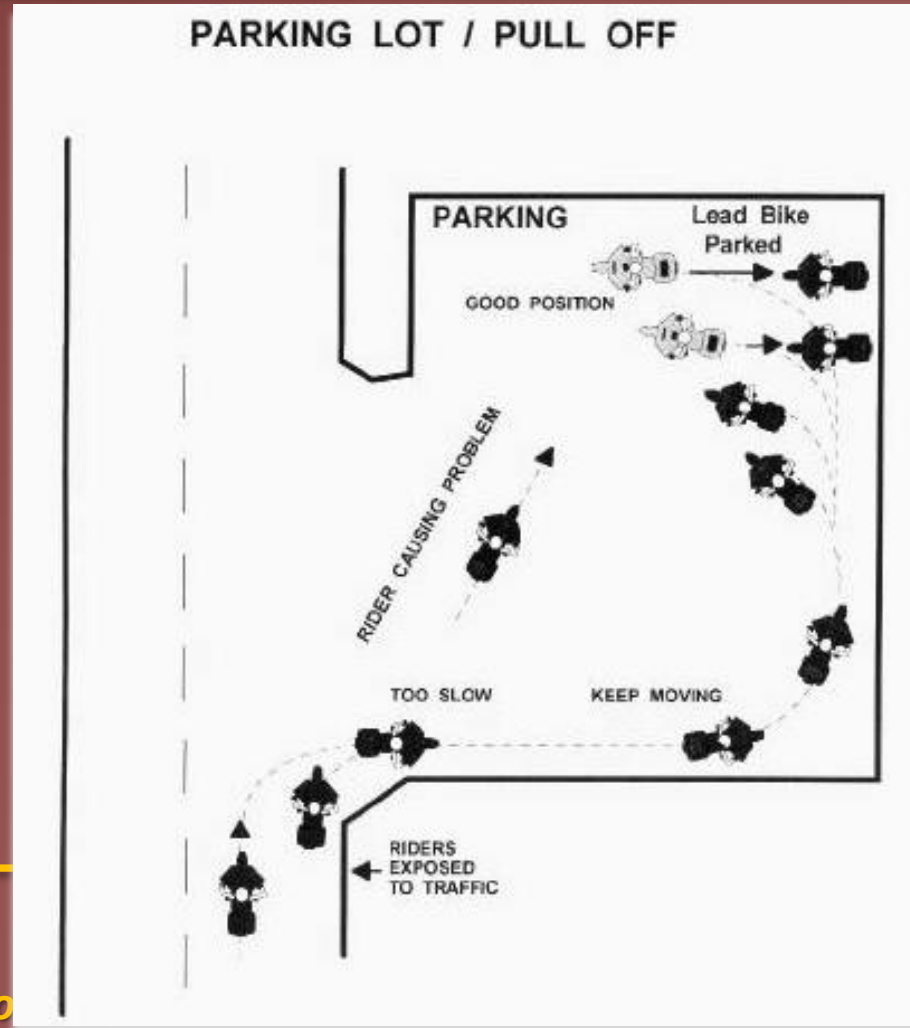 PARKING LOT / PULL OFF
PARKING
Lead Bike
Parked
GOOD POSITION
RIDER CAUSING PROBLEM
TOO SLOW
KEEP MOVING
RIDERS
EXPOSED
TO TRAFFIC